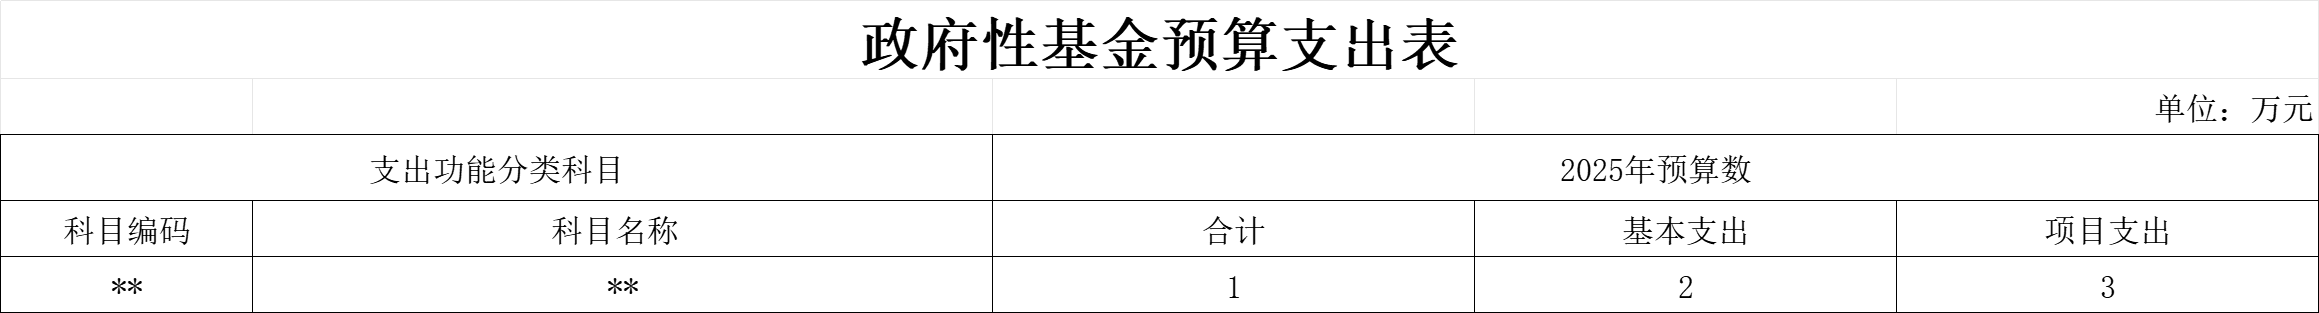 政府性基金预算支出表
单位：万元
支出功能分类科目 2025年预算数
科目编码 科目名称 合计 基本支出 项目支出
** ** 1 2 3